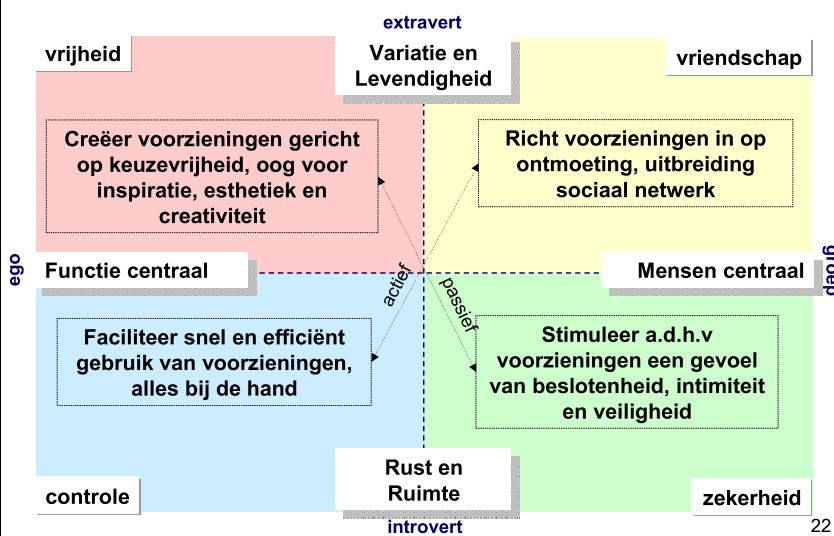 extravert
vrijheid
Variatie en
Levendigheid
vriendschap
Creëer voorzieningen gericht
op keuzevrijheid, oog voor
inspiratie, esthetiek en
creativiteit
Richt voorzieningen in op
ontmoeting, uitbreiding
sociaal netwerk
ego
Functie centraal
Mensen centraal
groep
actief
passief
Faciliteer snel en efficiënt
gebruik van voorzieningen,
alles bij de hand
Stimuleer a.d.h.v
voorzieningen een gevoel
van beslotenheid, intimiteit
en veiligheid
Rust en
Ruimte
controle
zekerheid
introvert
22